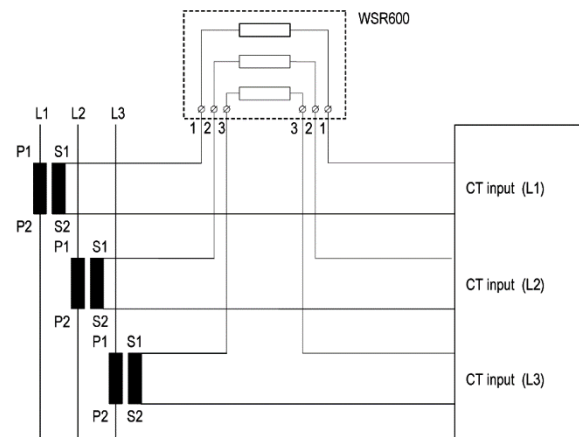 WSR600
L1 L2 L3
1 2 3 3 2 1
P1 S1
CT input (L1)
P2 S2
P1 S1
CT input (L2)
P2 S2
P1 S1
CT input (L3)
P2 S2